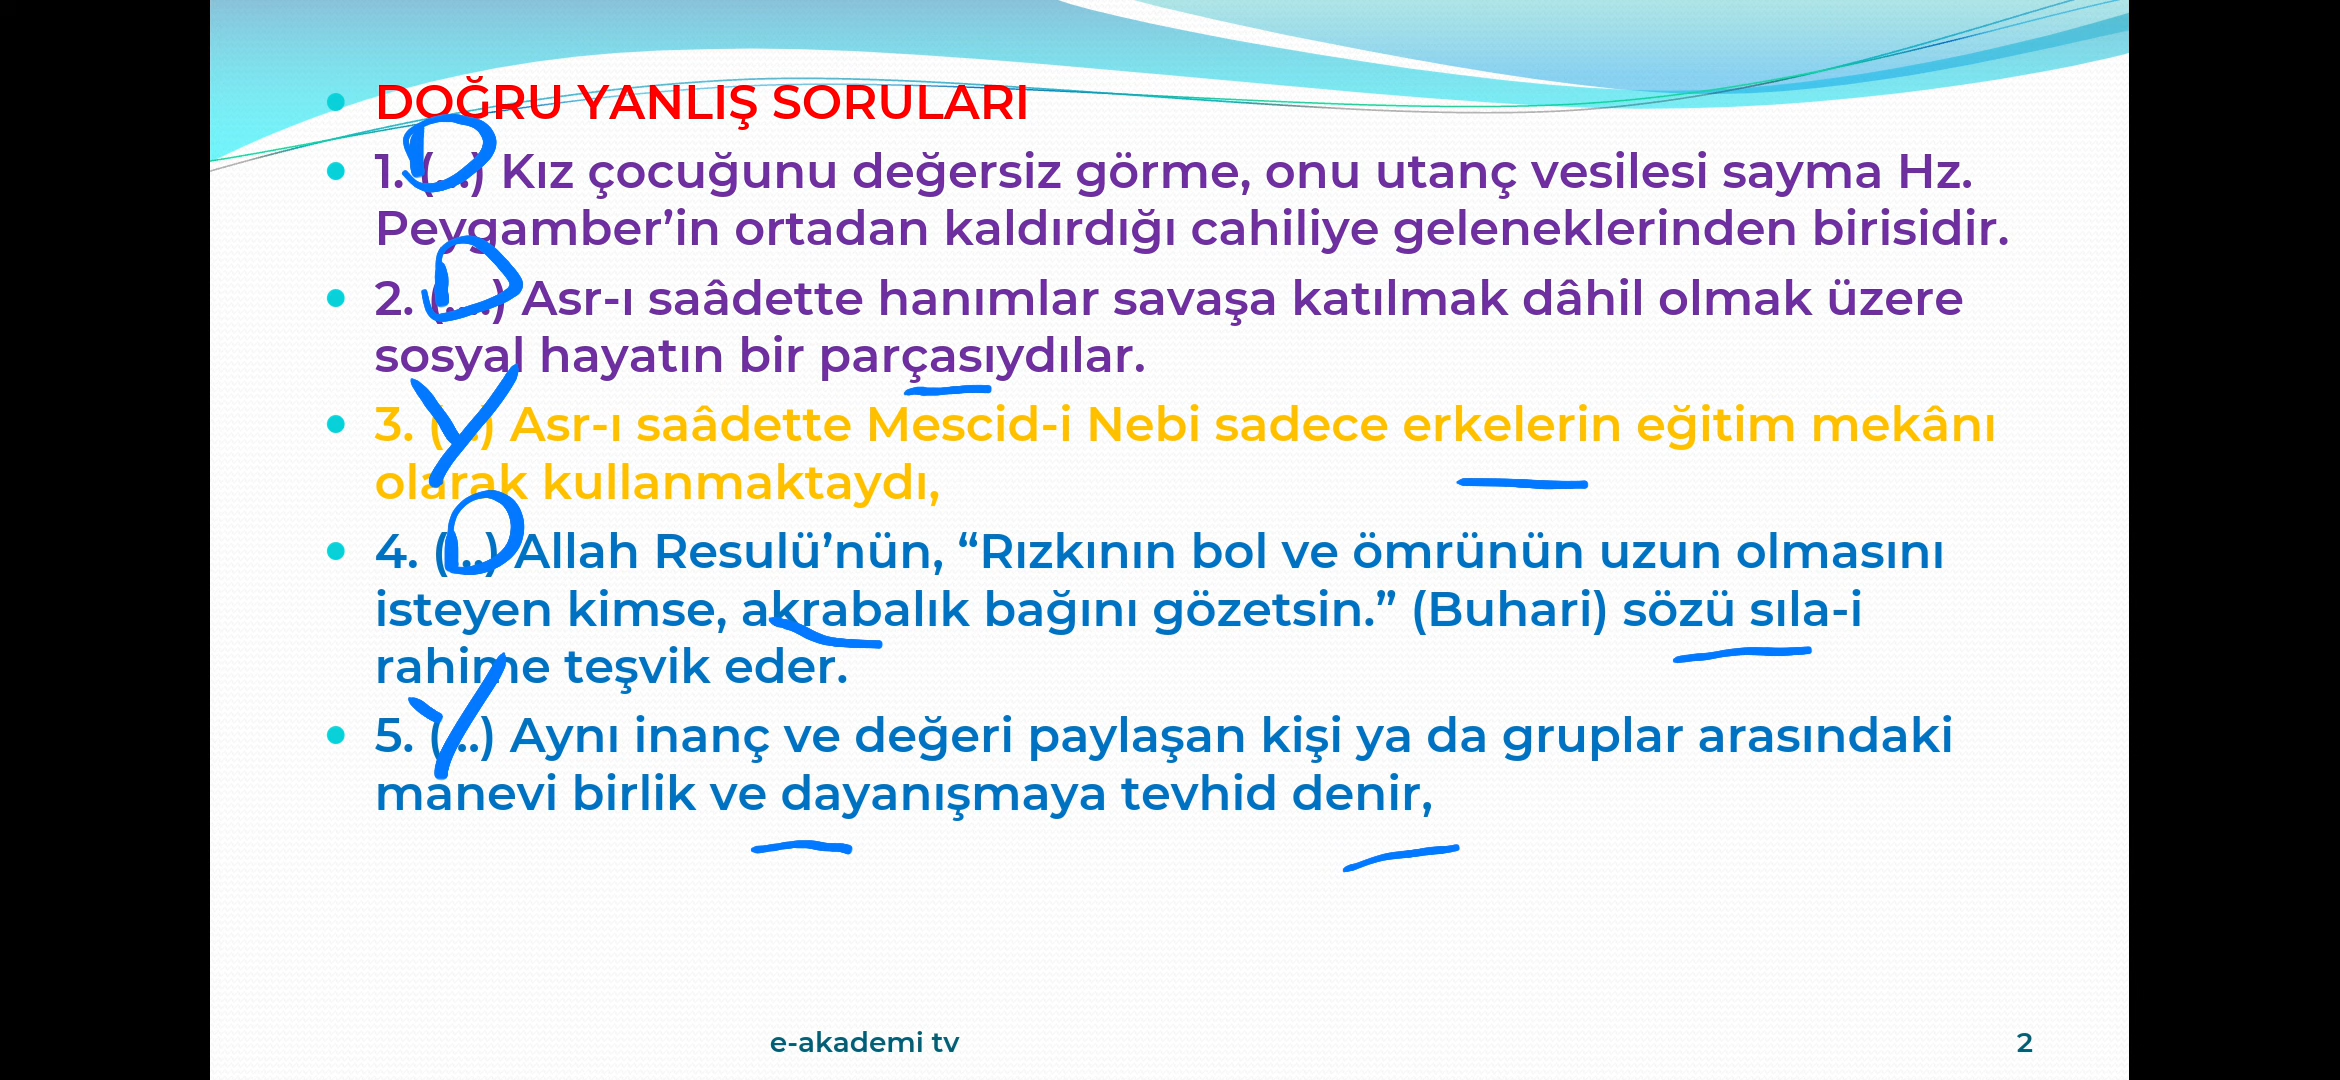 DOĞRU YANLIŞ SORULARI
1. (D) Kız çocuğunu değersiz görme, onu utanç vesilesi sayma Hz.
Peygamber’in ortadan kaldırdığı cahiliye geleneklerinden birisidir.
2. (D) Asr-ı saâdette hanımlar savaşa katılmak dâhil olmak üzere
sosyal hayatın bir parçasıydılar.
3. (Y) Asr-ı saâdette Mescid-i Nebi sadece erkelerin eğitim mekânı
olarak kullanmaktaydı,
4. (D) Allah Resulü’nün, “Rızkının bol ve ömrünün uzun olmasını
isteyen kimse, akrabalık bağını gözetsin.” (Buhari) sözü sıla-i
rahime teşvik eder.
5. (Y) Aynı inanç ve değeri paylaşan kişi ya da gruplar arasındaki
manevi birlik ve dayanışmaya tevhid denir,
e-akademi tv
2